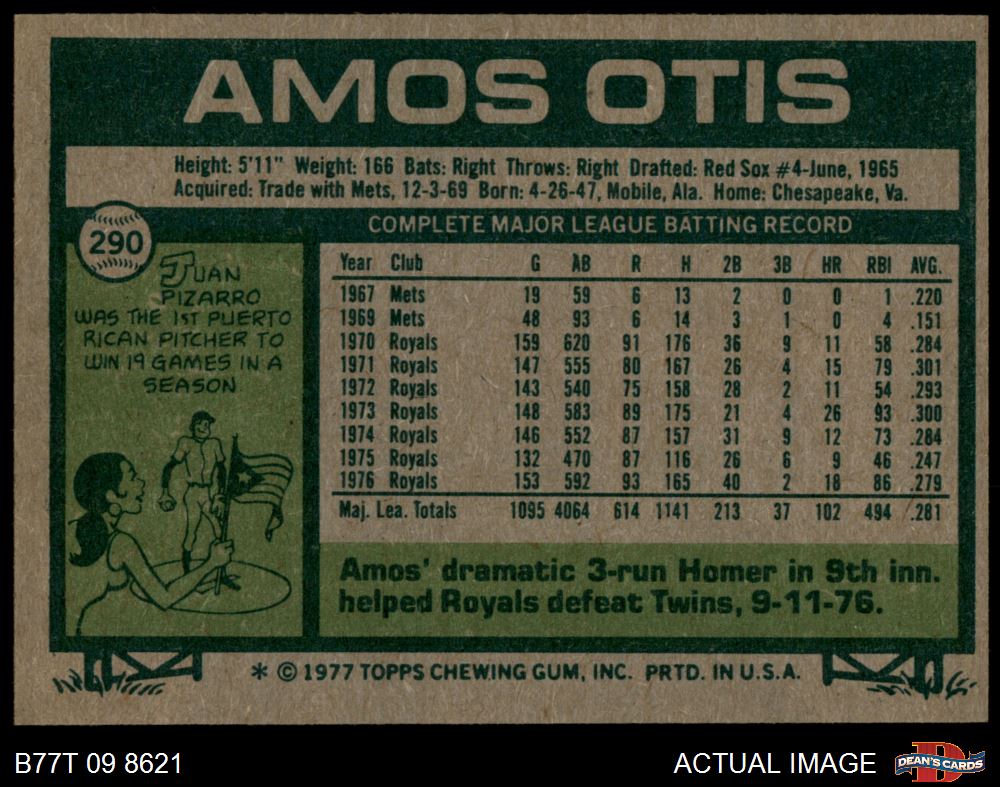 AMOS OTIS
Height: 5'11" Weight: 166 Bats: Right Throws: Right Drafted: Red Sox #4-June, 1965
Acquired: Trade with Mets, 12-3-69 Born: 4-26-47, Mobile, Ala. Home: Chesapeake, Va.
290
JUAN
PIZARRO
WAS THE 1ST PUERTO
RICAN PITCHER TO
WIN 19 GAMES IN A
SEASON
COMPLETE MAJOR LEAGUE BATTING RECORD
Year Club G AB R H 2B 3B HR RBI AVG.
1967 Mets 19 59 6 13 2 0 0 1 .220
1969 Mets 48 93 6 14 3 1 0 4 .151
1970 Royals 159 620 91 176 36 9 11 58 .284
1971 Royals 147 555 80 167 26 4 15 79 .301
1972 Royals 143 540 75 158 28 2 11 54 .293
1973 Royals 148 583 89 175 21 4 26 93 .300
1974 Royals 146 552 87 157 31 9 12 73 .284
1975 Royals 132 470 87 116 26 6 9 46 .247
1976 Royals 153 592 93 165 40 2 18 86 .279
Maj. Lea. Totals 1095 4064 614 1141 213 37 102 494 .281
Amos' dramatic 3-run Homer in 9th inn.
helped Royals defeat Twins, 9-11-76.
* © 1977 TOPPS CHEWING GUM, INC. PRTD. IN U.S.A.
B77T 09 8621
ACTUAL IMAGE
D
DEAN'S CARDS